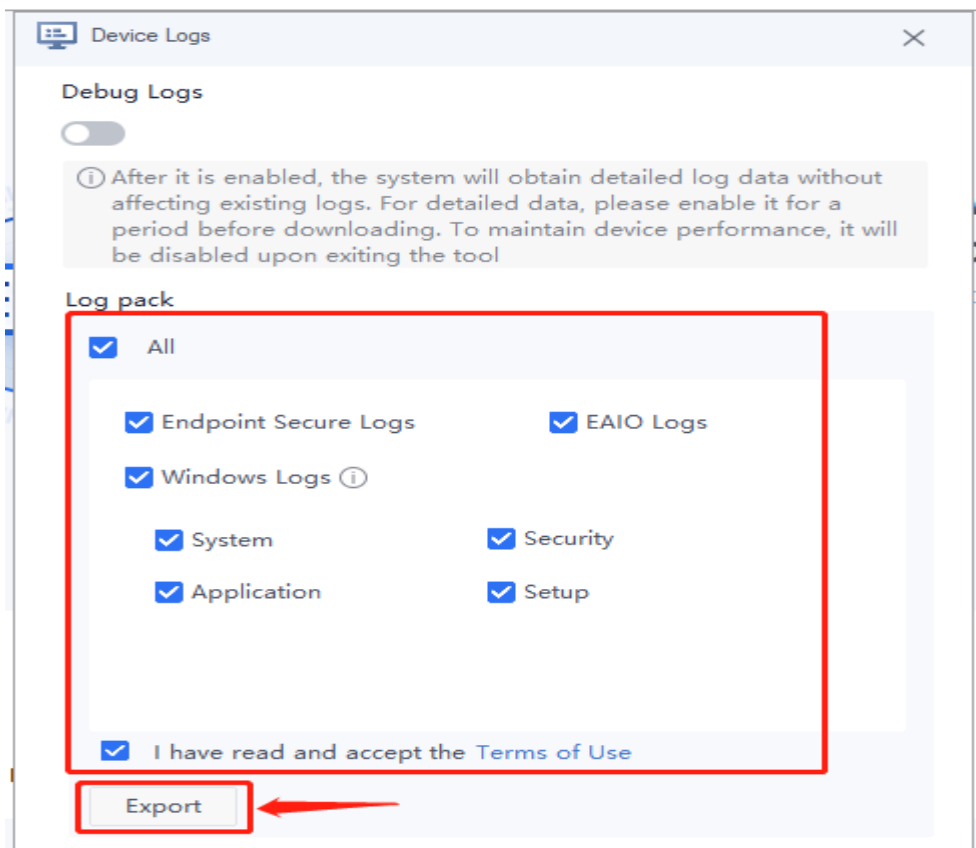 Device Logs
Debug Logs
After it is enabled, the system will obtain detailed log data without
affecting existing logs. For detailed data, please enable it for a
period before downloading. To maintain device performance, it will
be disabled upon exiting the tool
Log pack
All
Endpoint Secure Logs EAIO Logs
Windows Logs
System Security
Application Setup
I have read and accept the Terms of Use
Export